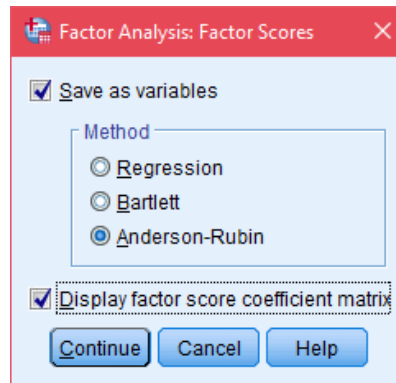 Factor Analysis: Factor Scores
Save as variables
Method
Regression
Bartlett
Anderson-Rubin
Display factor score coefficient matrix
Continue Cancel Help